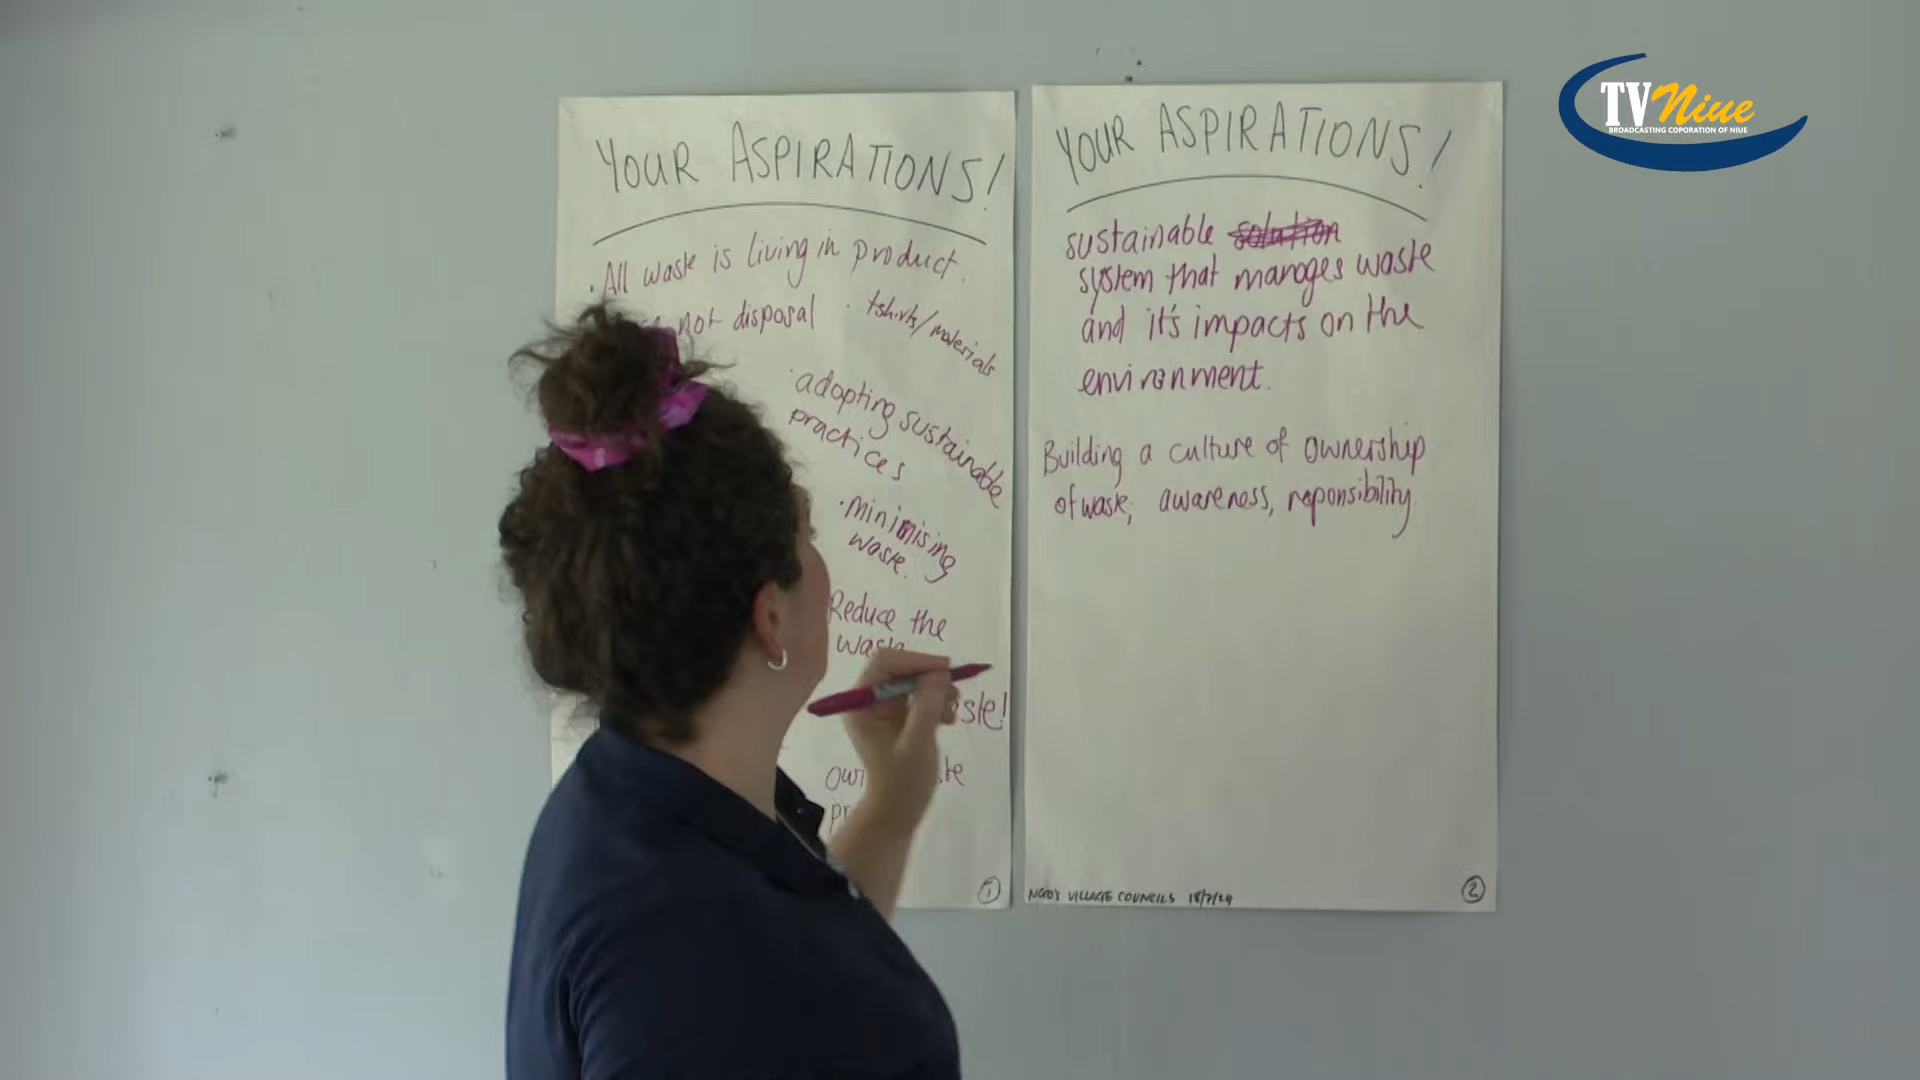 YOUR ASPIRATIONS!
· All waste is living in product.
not disposal
· tshirts/materials
· adopting sustainable
practices
· minimising
waste.
Reduce the
YOUR ASPIRATIONS!
sustainable solution
system that manages waste
and it's impacts on the
environment.
Building a culture of ownership
of waste; awareness, reponsibility.
①
NGO's VILLAGE COUNCILS 18/7/24
②
TV Niue
BROADCASTING COPORATION OF NIUE